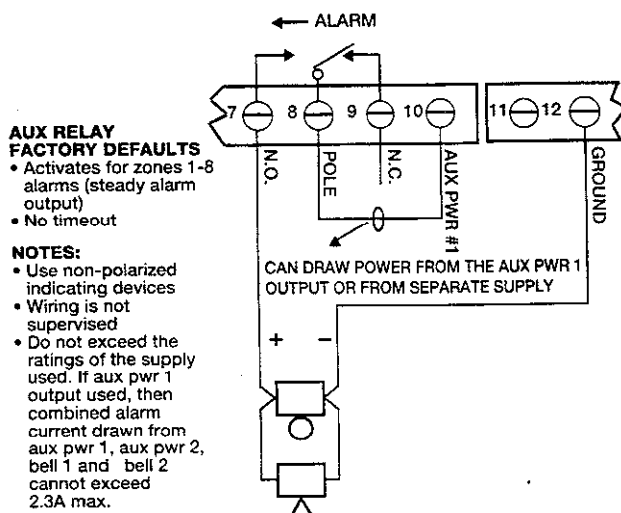 ALARM
7 8 9 10 11 12
N.O.
POLE
N.C.
AUX PWR #1
GROUND
AUX RELAY
FACTORY DEFAULTS
• Activates for zones 1-8
alarms (steady alarm
output)
• No timeout
NOTES:
• Use non-polarized
indicating devices
• Wiring is not
supervised
• Do not exceed the
ratings of the supply
used. If aux pwr 1
output used, then
combined alarm
current drawn from
aux pwr 1, aux pwr 2,
bell 1 and bell 2
cannot exceed
2.3A max.
CAN DRAW POWER FROM THE AUX PWR 1
OUTPUT OR FROM SEPARATE SUPPLY
+ −